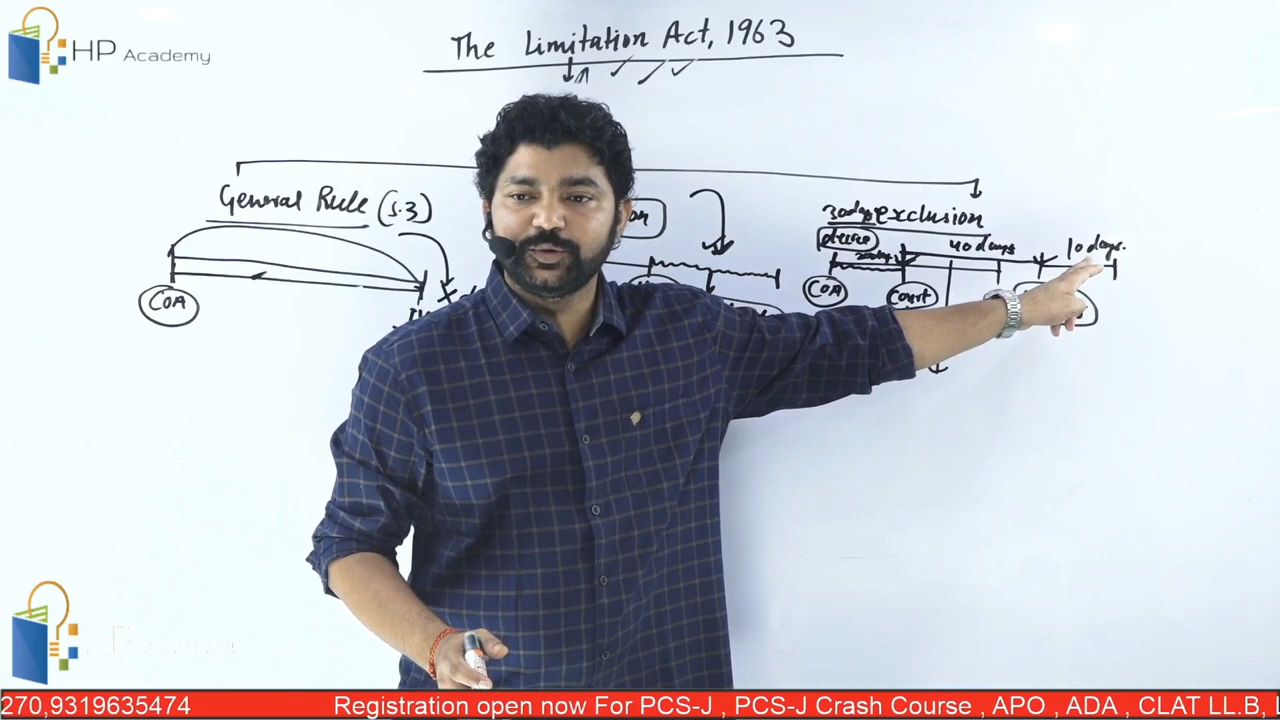 HP Academy
The Limitation Act, 1963
General Rule (S.3)
COA
30 days exclusion
decree
40 days
10 days.
COA
Court
270,9319635474 Registration open now For PCS-J , PCS-J Crash Course , APO , ADA , CLAT LL.B,